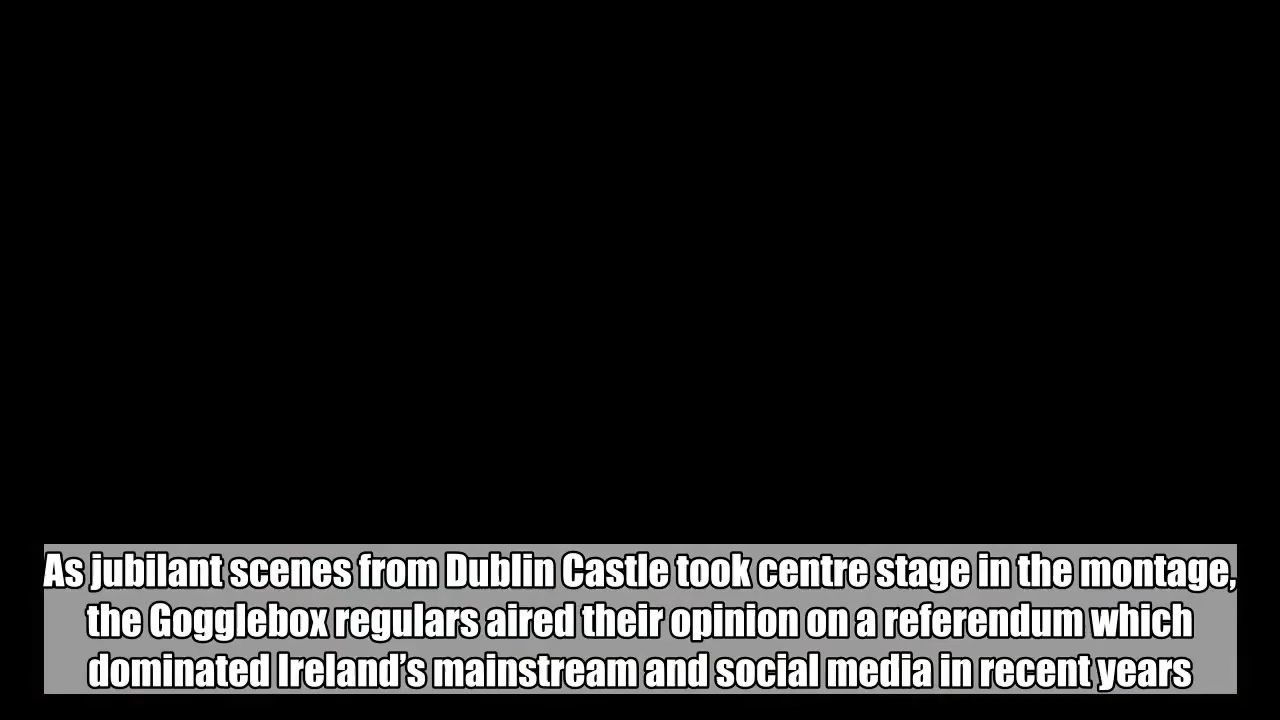 As jubilant scenes from Dublin Castle took centre stage in the montage,
the Gogglebox regulars aired their opinion on a referendum which
dominated Ireland’s mainstream and social media in recent years